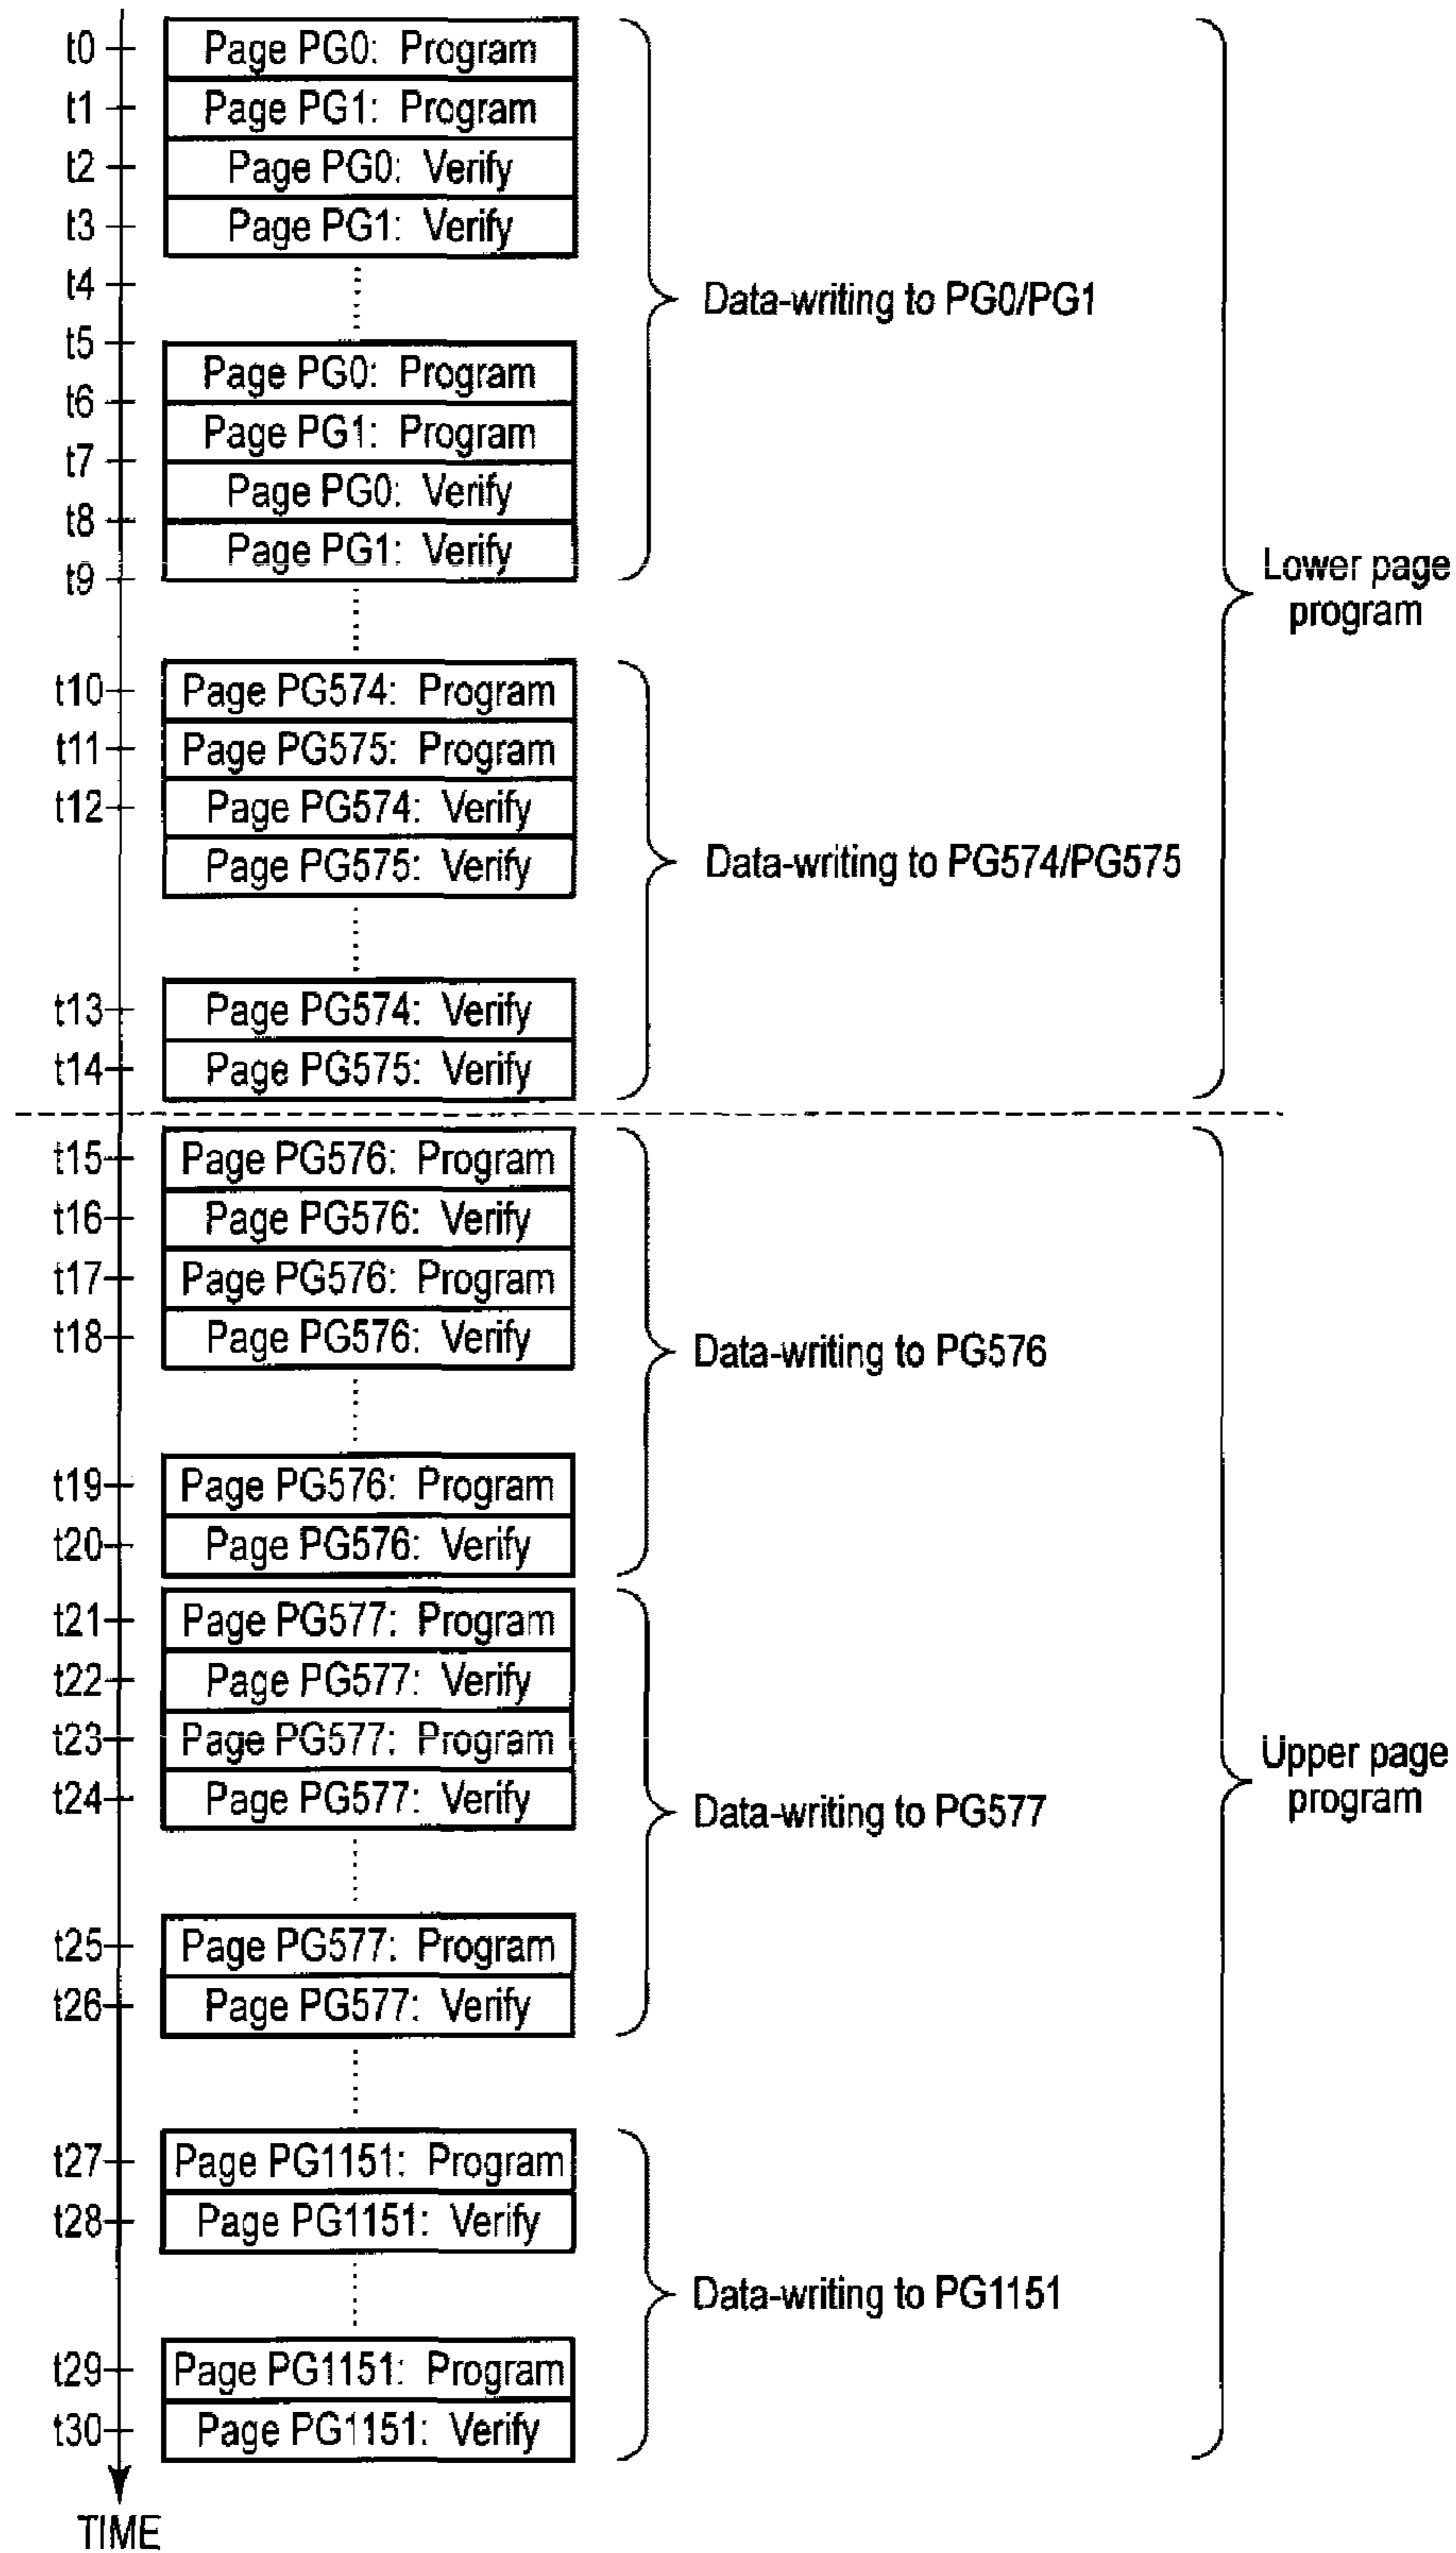 t0 Page PG0: Program
t1 Page PG1: Program
t2 Page PG0: Verify
t3 Page PG1: Verify
t4 Data-writing to PG0/PG1
t5
Page PG0: Program
t6
Page PG1: Program
t7
Page PG0: Verify
t8
Page PG1: Verify
t9
Lower page
program
t10 Page PG574: Program
t11 Page PG575: Program
t12 Page PG574: Verify
Page PG575: Verify
Data-writing to PG574/PG575
t13 Page PG574: Verify
t14 Page PG575: Verify
t15 Page PG576: Program
t16 Page PG576: Verify
t17 Page PG576: Program
t18 Page PG576: Verify
Data-writing to PG576
t19 Page PG576: Program
t20 Page PG576: Verify
t21 Page PG577: Program
t22 Page PG577: Verify
t23 Page PG577: Program
t24 Page PG577: Verify
Data-writing to PG577
Upper page
program
t25 Page PG577: Program
t26 Page PG577: Verify
t27 Page PG1151: Program
t28 Page PG1151: Verify
Data-writing to PG1151
t29 Page PG1151: Program
t30 Page PG1151: Verify
TIME